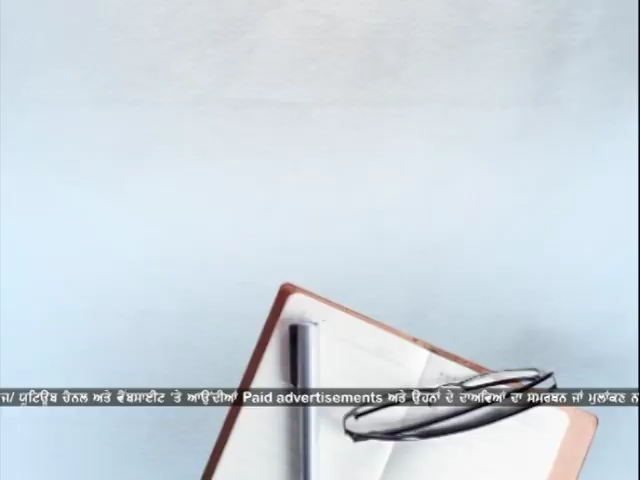 ਯੂਟਿਊਬ ਚੈਨਲ ਅਤੇ ਵੈੱਬਸਾਈਟ 'ਤੇ ਆਉਂਦੀਆਂ Paid advertisements ਅਤੇ ਉਹਨਾਂ ਦੇ ਦਾਅਵਿਆਂ ਦਾ ਸਮਰਥਨ ਜਾਂ ਮੁਲਾਂਕਣ